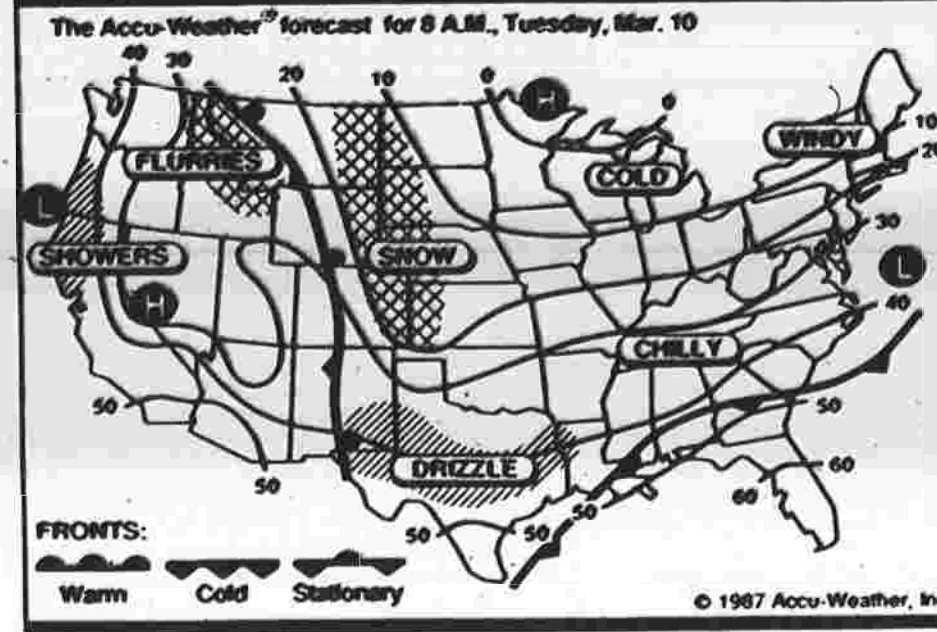 The Accu-Weather® forecast for 8 A.M., Tuesday, Mar. 10
40 30 20 10 0 H 0
WINDY 10
FLURRIES COLD 20
L 30
SHOWERS SNOW L
H 40
CHILLY
50 50
DRIZZLE 60
50 60
50 50 50
FRONTS:
Warm Cold Stationary
© 1987 Accu-Weather, In